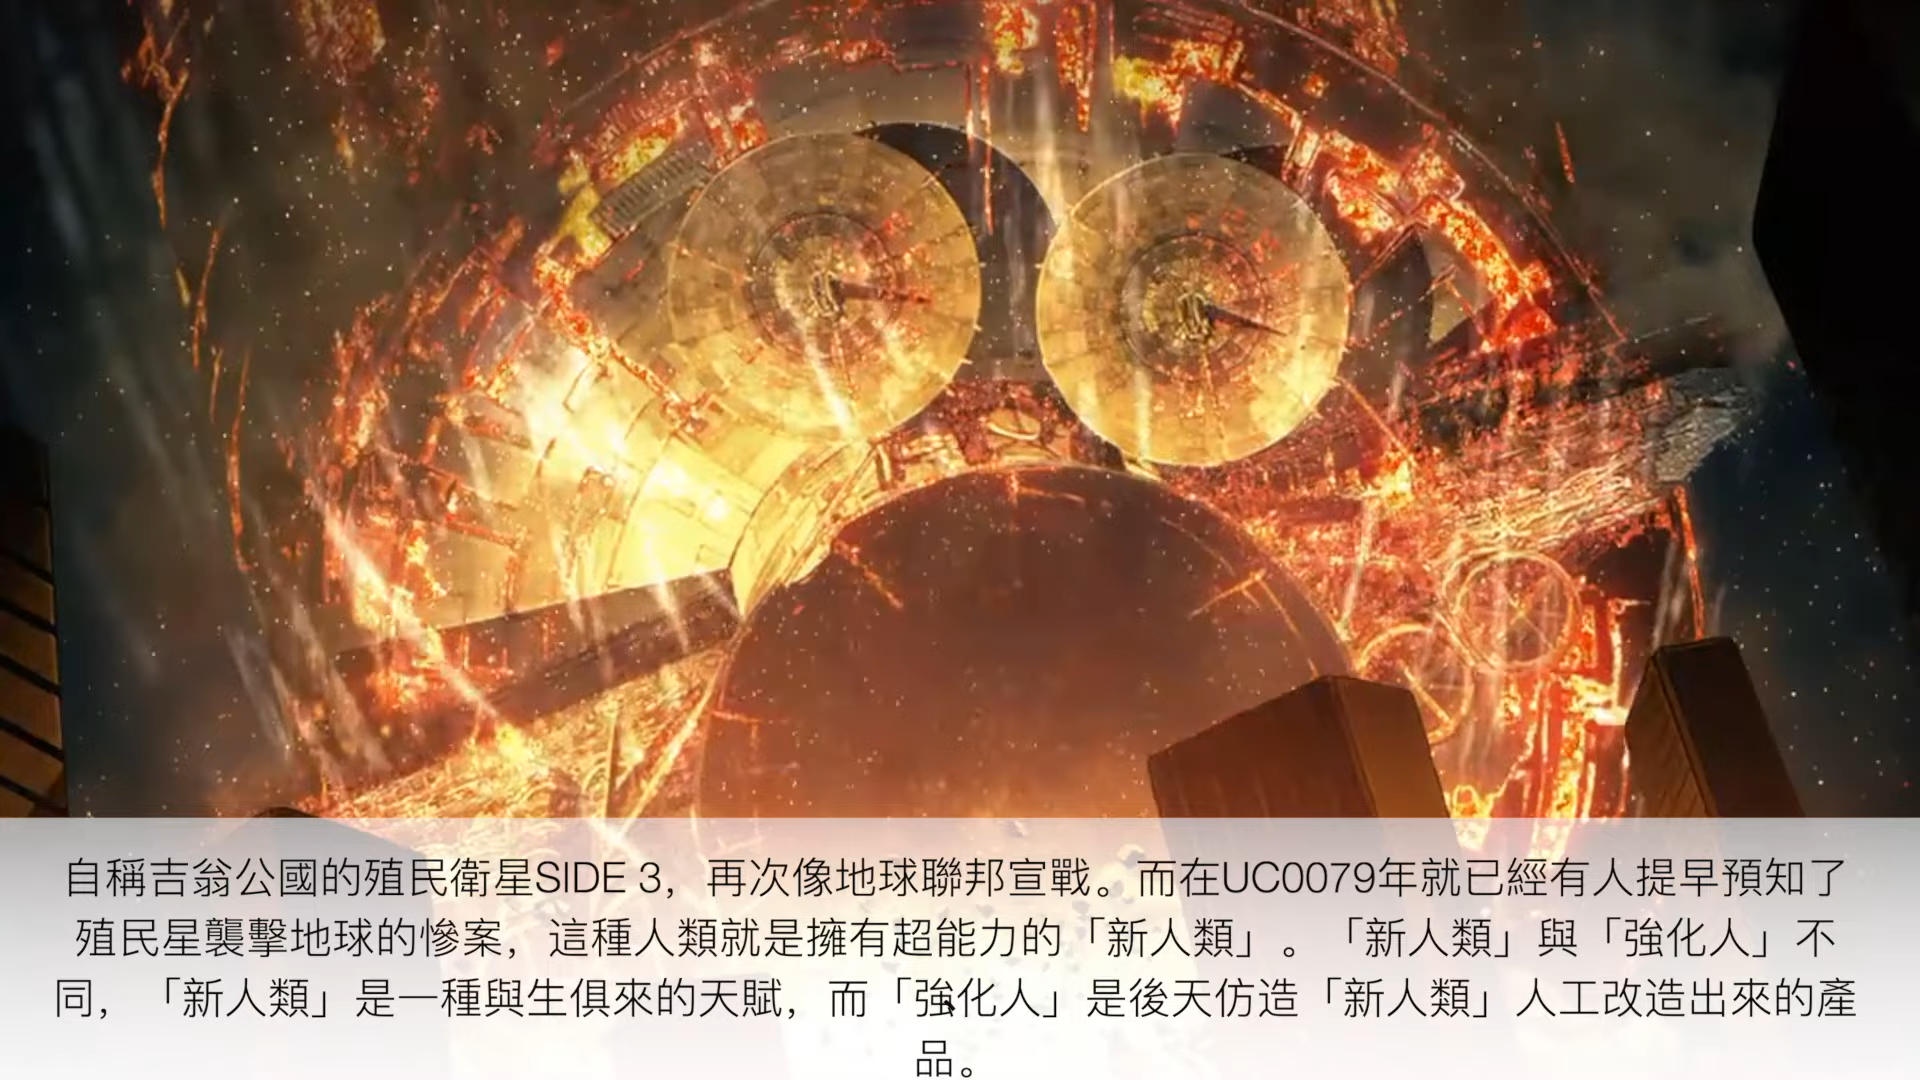 自稱吉翁公國的殖民衛星SIDE 3，再次像地球聯邦宣戰。而在UC0079年就已經有人提早預知了
殖民星襲擊地球的慘案，這種人類就是擁有超能力的「新人類」。「新人類」與「強化人」不
同，「新人類」是一種與生俱來的天賦，而「強化人」是後天仿造「新人類」人工改造出來的產
品。